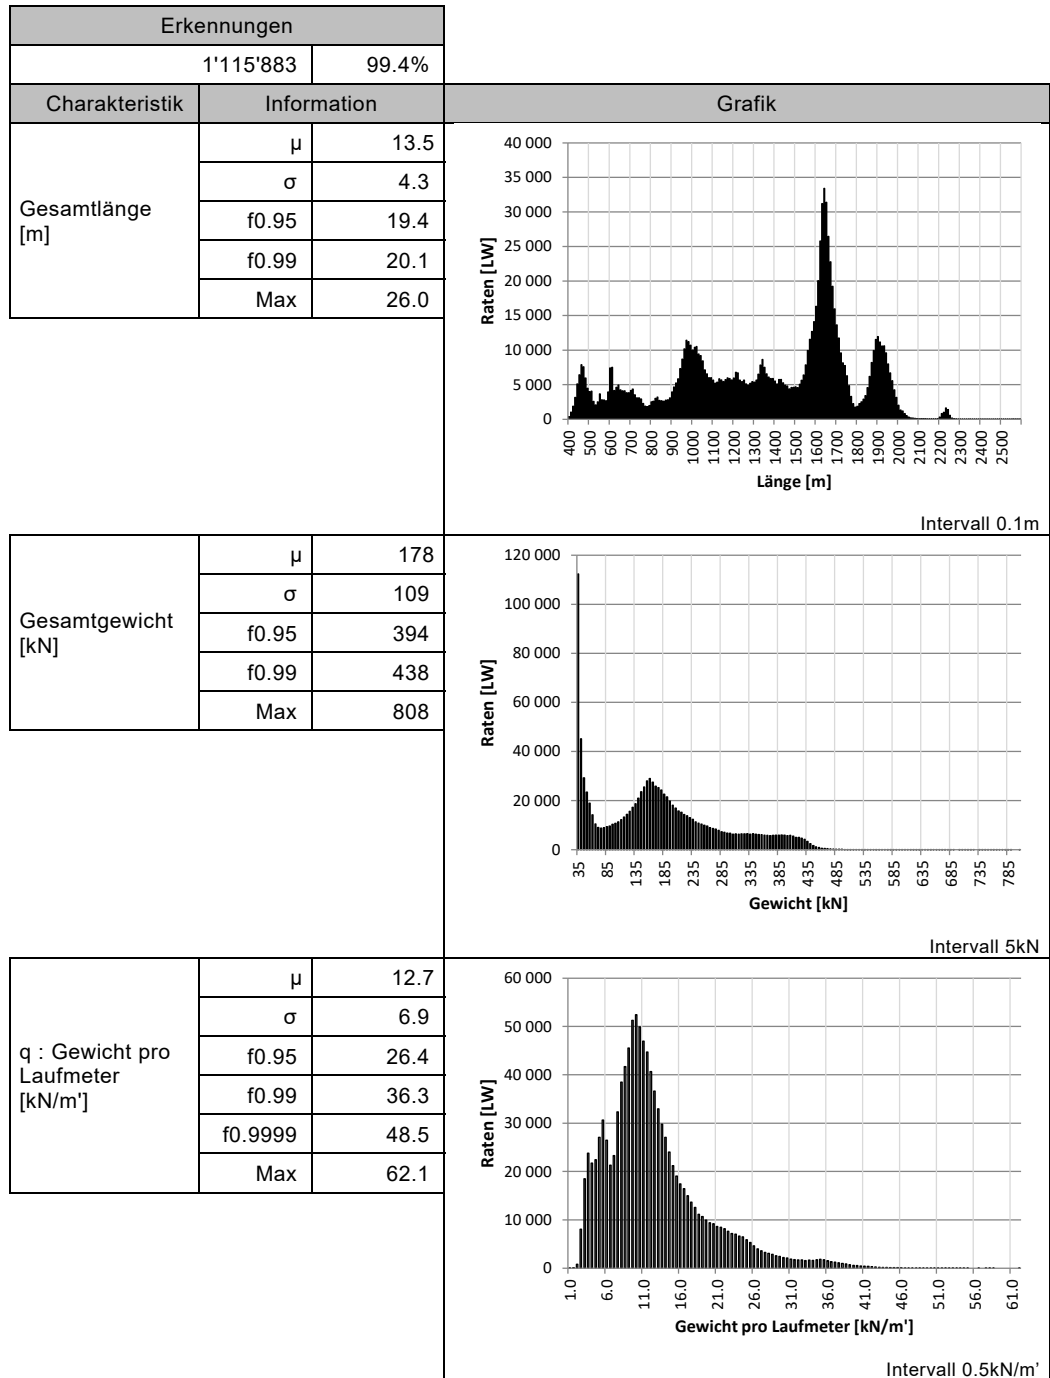 Erkennungen
1'115'883 99.4%
Charakteristik Information Grafik
Gesamtlänge
[m]
μ 13.5
σ 4.3
f0.95 19.4
f0.99 20.1
Max 26.0
40 000
35 000
30 000
25 000
20 000
15 000
10 000
5 000
0
Raten [LW]
400 500 600 700 800 900 1000 1100 1200 1300 1400 1500 1600 1700 1800 1900 2000 2100 2200 2300 2400 2500
Länge [m]
Intervall 0.1m
Gesamtgewicht
[kN]
μ 178
σ 109
f0.95 394
f0.99 438
Max 808
120 000
100 000
80 000
60 000
40 000
20 000
0
Raten [LW]
35 85 135 185 235 285 335 385 435 485 535 585 635 685 735 785
Gewicht [kN]
Intervall 5kN
q : Gewicht pro
Laufmeter
[kN/m']
μ 12.7
σ 6.9
f0.95 26.4
f0.99 36.3
f0.9999 48.5
Max 62.1
60 000
50 000
40 000
30 000
20 000
10 000
0
Raten [LW]
1.0 6.0 11.0 16.0 21.0 26.0 31.0 36.0 41.0 46.0 51.0 56.0 61.0
Gewicht pro Laufmeter [kN/m']
Intervall 0.5kN/m’